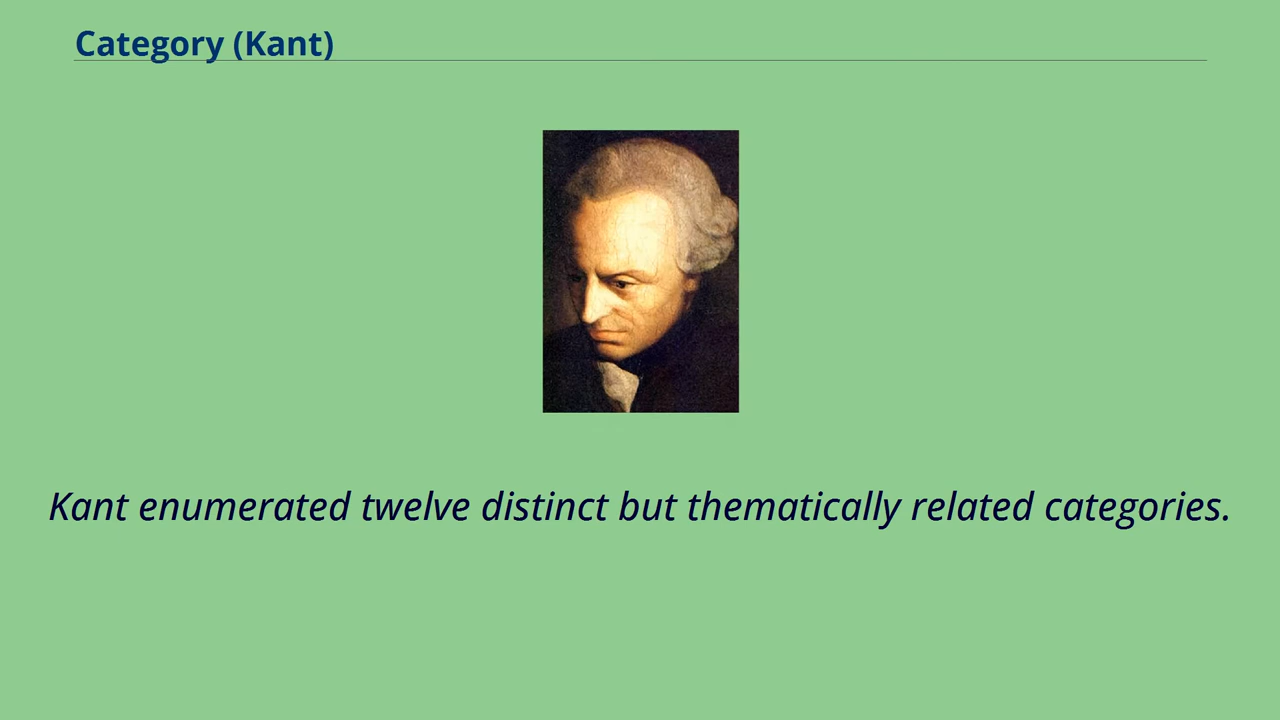 Category (Kant)
Kant enumerated twelve distinct but thematically related categories.